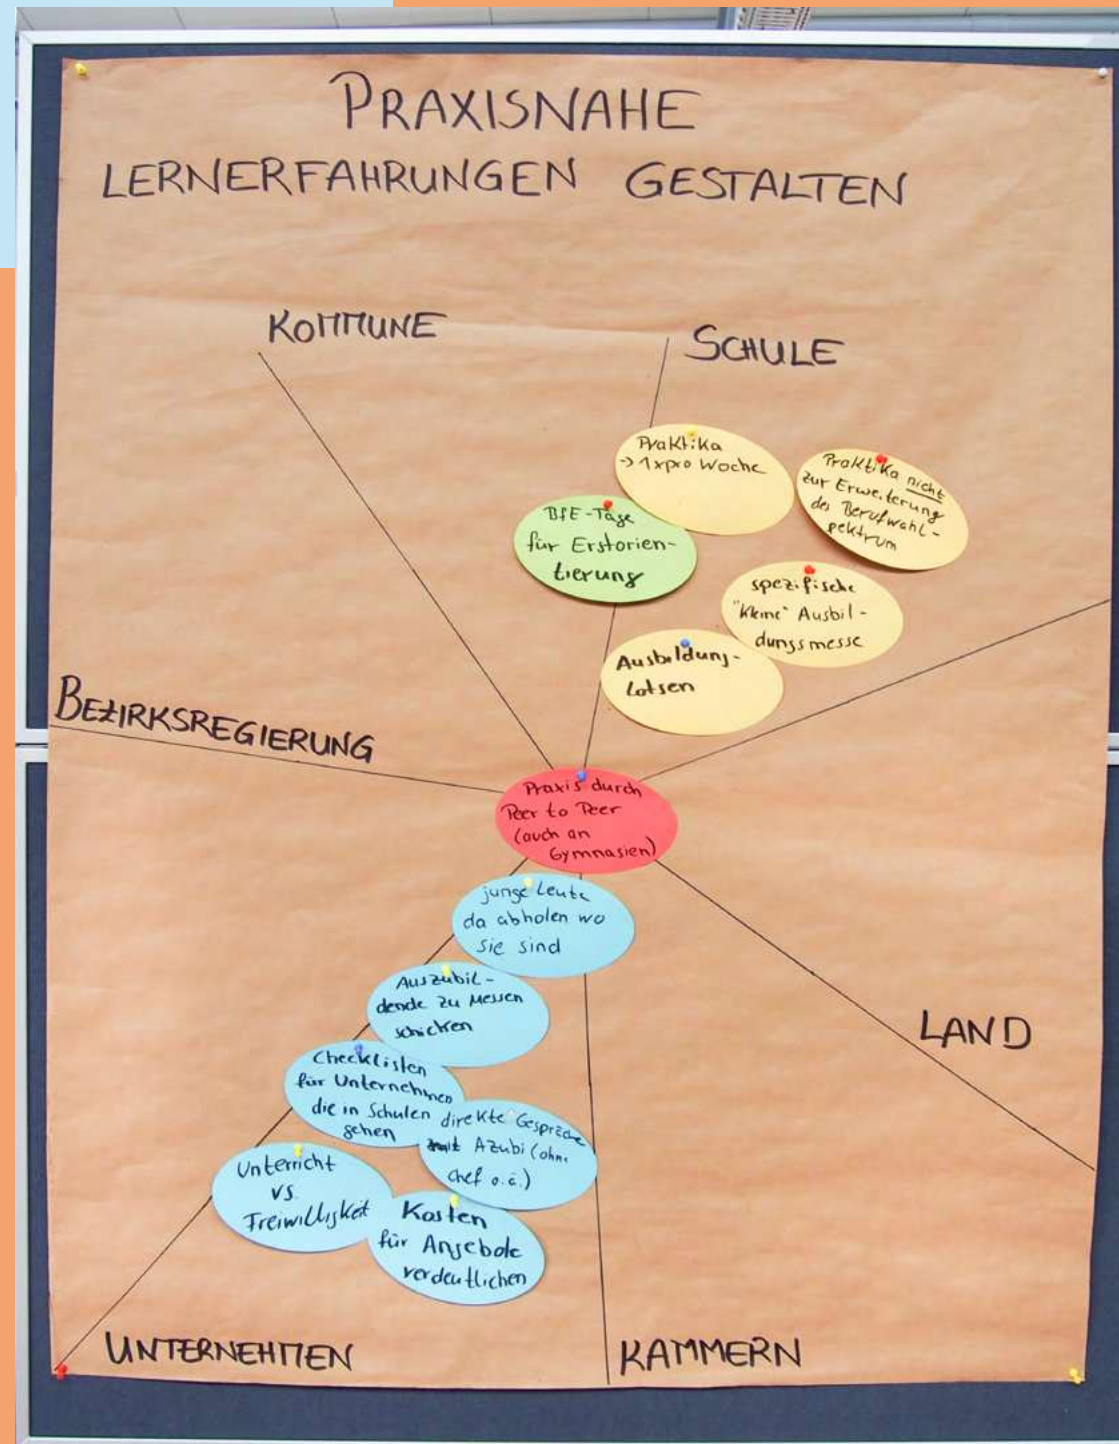 PRAXISNAHE
LERNERFAHRUNGEN GESTALTEN
KOMMUNE
SCHULE
Praktika
-> 1x pro Woche
Praktika nicht
zur Erweiterung
des Berufwahl-
pektrum
BFE-Tage
für Erstorien-
tierung
spezifische
"kleine" Ausbil-
dungsmesse
Ausbildung-
Lotsen
BEZIRKSREGIERUNG
Praxis durch
Peer to Peer
(auch an
Gymnasien)
junge Leute
da abholen wo
sie sind
Auszubil-
dende zu Messen
schicken
LAND
Checklisten
für Unternehmen
die in Schulen
gehen
direkte Gespräche
mit Azubi (ohne
Chef o.ä.)
Unterricht
vs.
Freiwilligkeit
Kosten
für Angebote
verdeutlichen
UNTERNEHMEN
KAMMERN